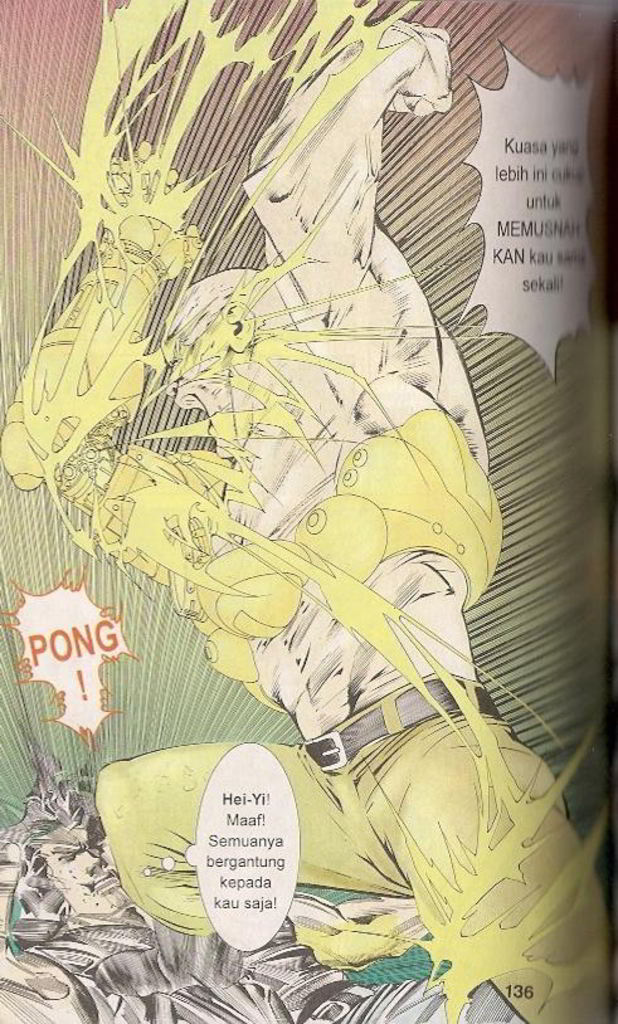 Kuasa yang
lebih ini cukup
untuk
MEMUSNAH
KAN kau
sekali!
PONG
!
Hei-Yi!
Maaf!
Semuanya
bergantung
kepada
kau saja!
136